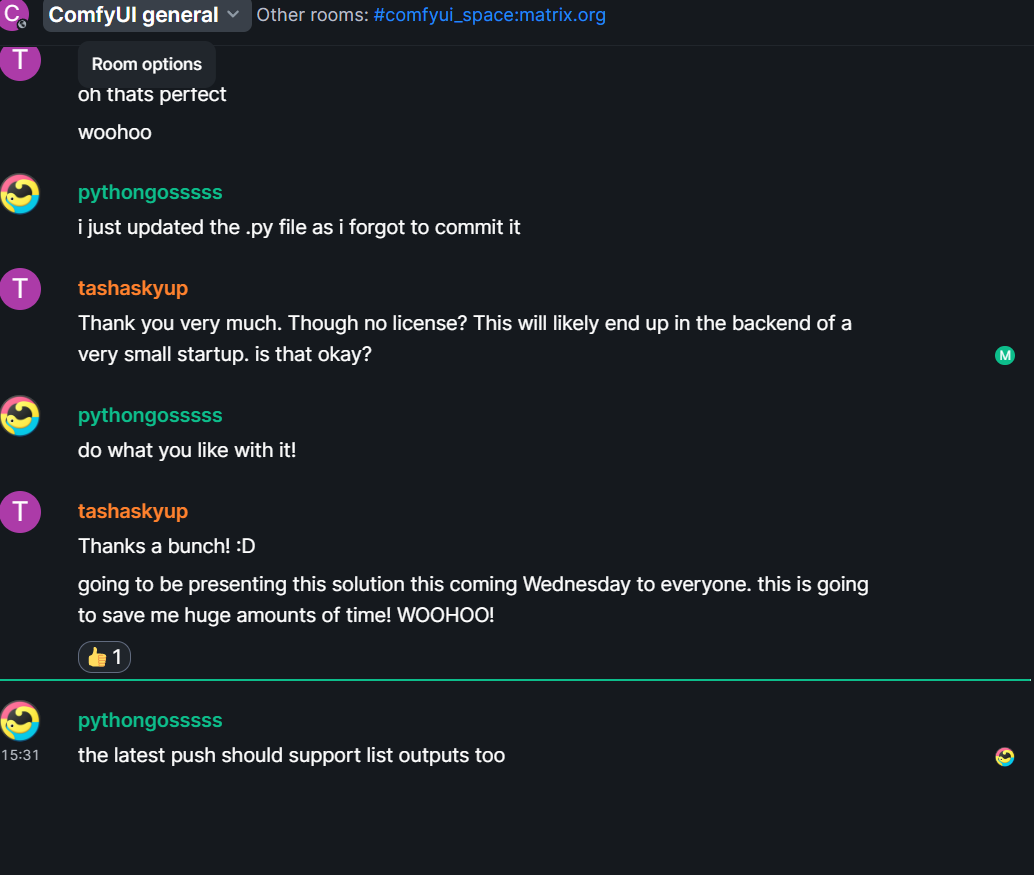 C
ComfyUI general
Other rooms: #comfyui_space:matrix.org
T
Room options
oh thats perfect
woohoo
pythongosssss
i just updated the .py file as i forgot to commit it
T
tashaskyup
Thank you very much. Though no license? This will likely end up in the backend of a
very small startup. is that okay?
M
pythongosssss
do what you like with it!
T
tashaskyup
Thanks a bunch! :D
going to be presenting this solution this coming Wednesday to everyone. this is going
to save me huge amounts of time! WOOHOO!
👍 1
pythongosssss
15:31
the latest push should support list outputs too